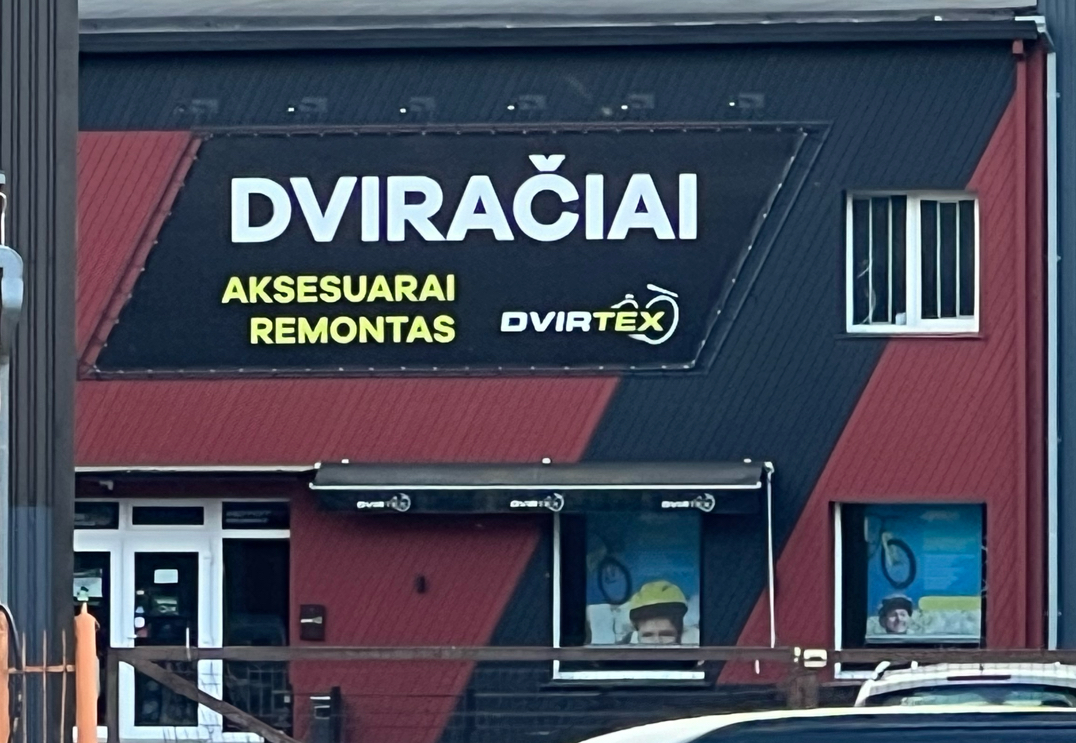 DVIRAČIAI
AKSESUARAI
REMONTAS
DVIRTEX
DVIRTEX
DVIRTEX
DVIRTEX